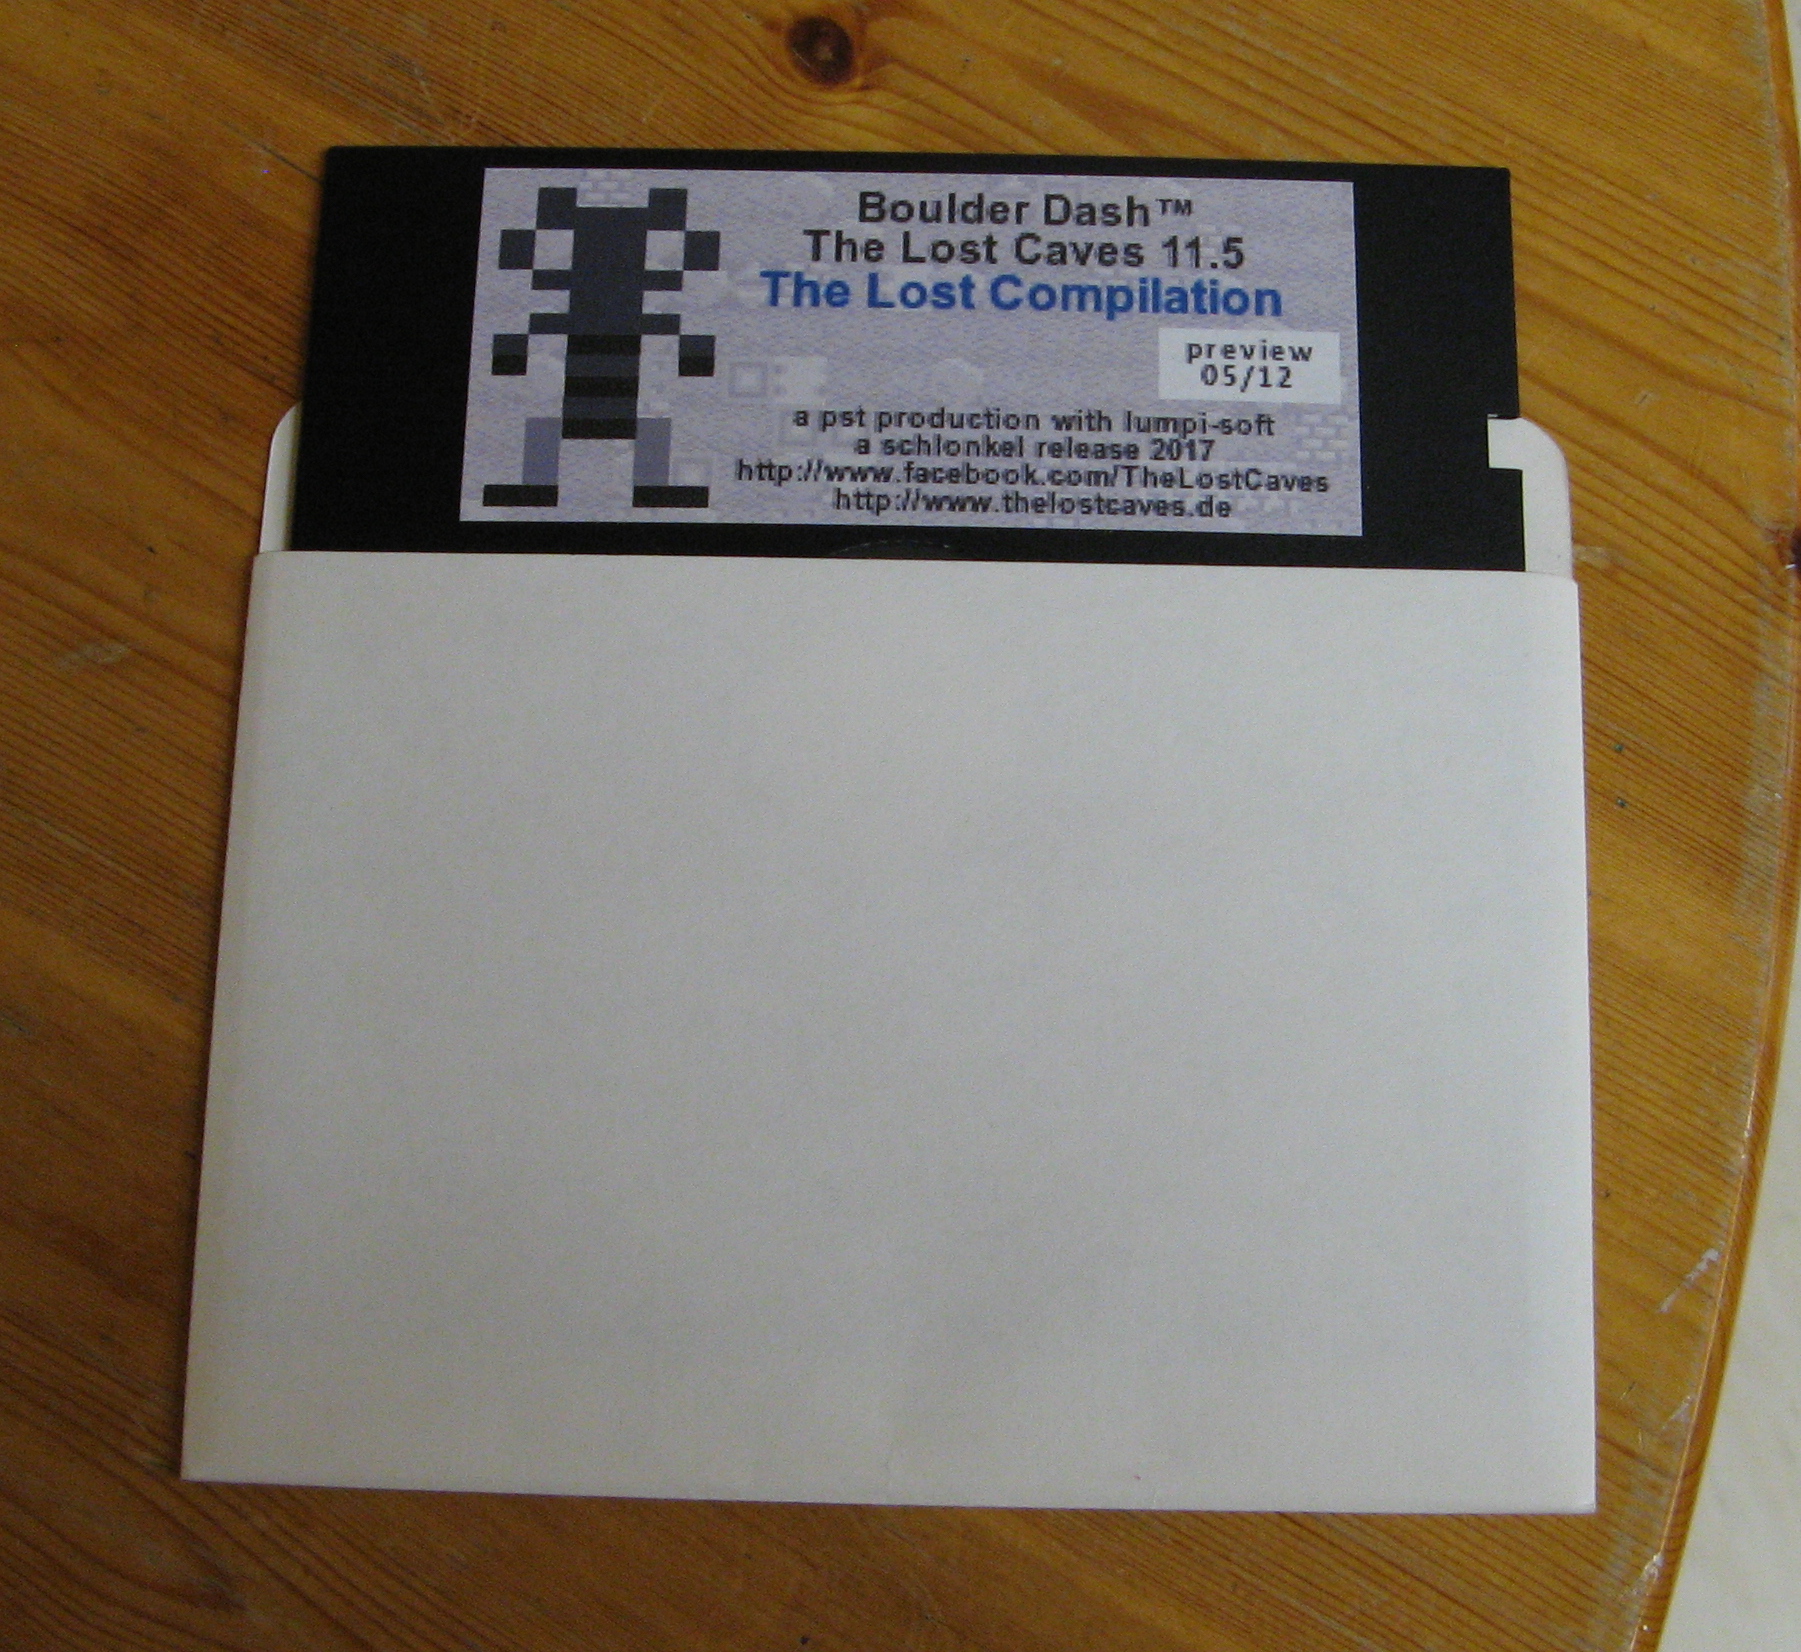 Boulder Dash™
The Lost Caves 11.5
The Lost Compilation
preview
05/12
a pst production with lumpi-soft
a schlonkel release 2017
http://www.facebook.com/TheLostCaves
http://www.thelostcaves.de